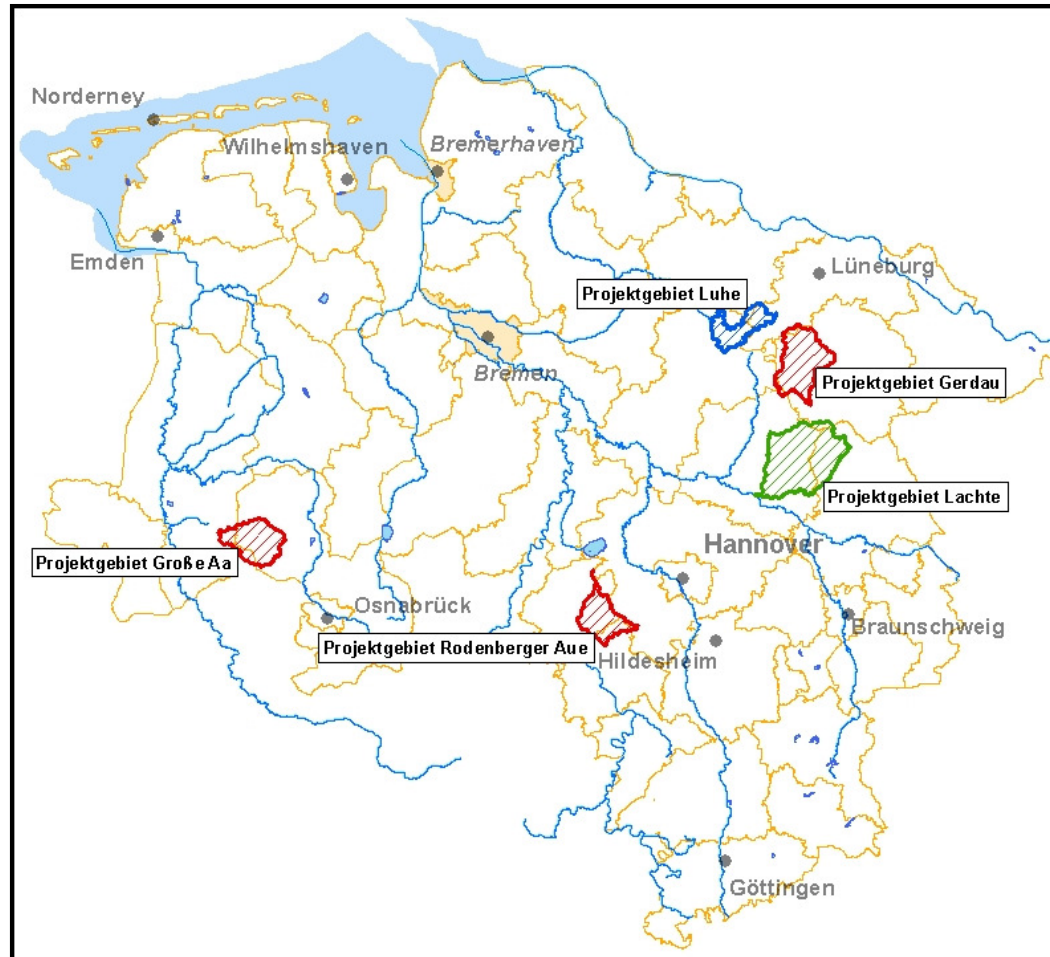 Norderney
Wilhelmshaven
Bremerhaven
Emden
Lüneburg
Projektgebiet Luhe
Bremen
Projektgebiet Gerdau
Projektgebiet Lachte
Hannover
Projektgebiet Große Aa
Osnabrück
Braunschweig
Projektgebiet Rodenberger Aue
Hildesheim
Göttingen